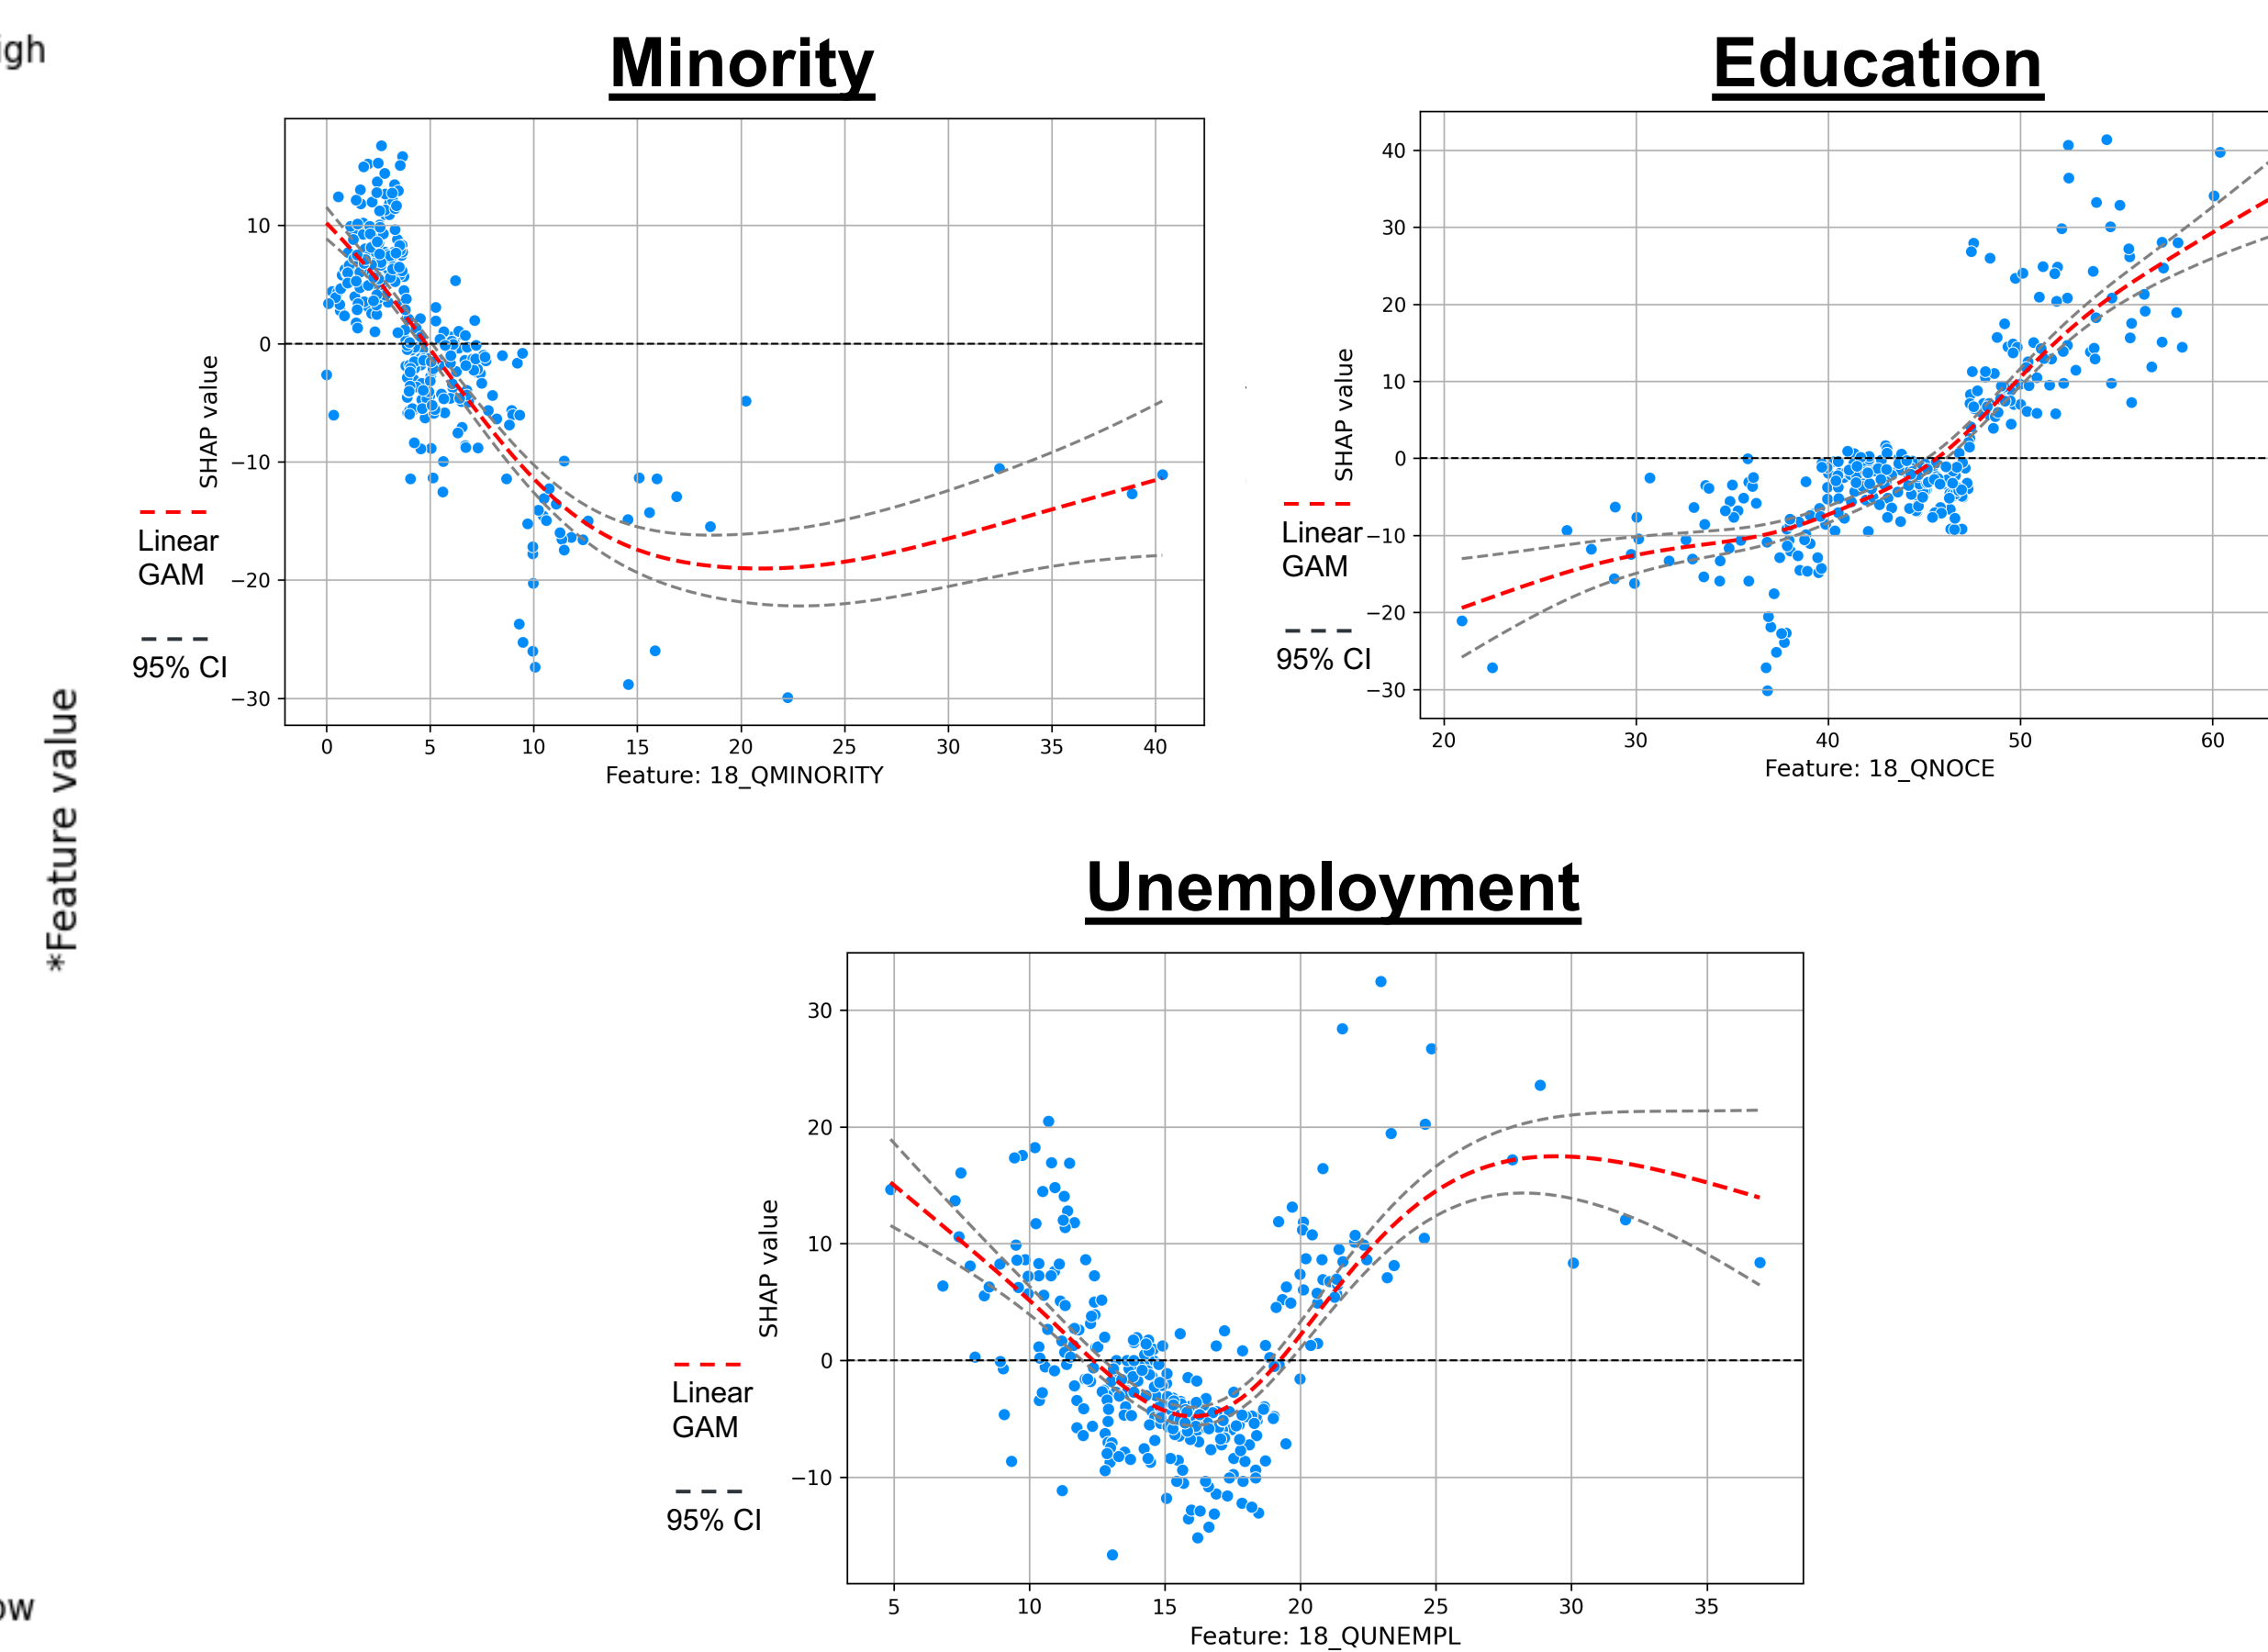 igh
Minority
10
0
−10
−20
−30
SHAP value
0 5 10 15 20 25 30 35 40
Feature: 18_QMINORITY
Linear
GAM
95% CI
Education
40
30
20
10
0
−10
−20
−30
SHAP value
20 30 40 50 60
Feature: 18_QNOCE
Linear
GAM
95% CI
*Feature value
Unemployment
30
20
10
0
−10
SHAP value
5 10 15 20 25 30 35
Feature: 18_QUNEMPL
Linear
GAM
95% CI
ow